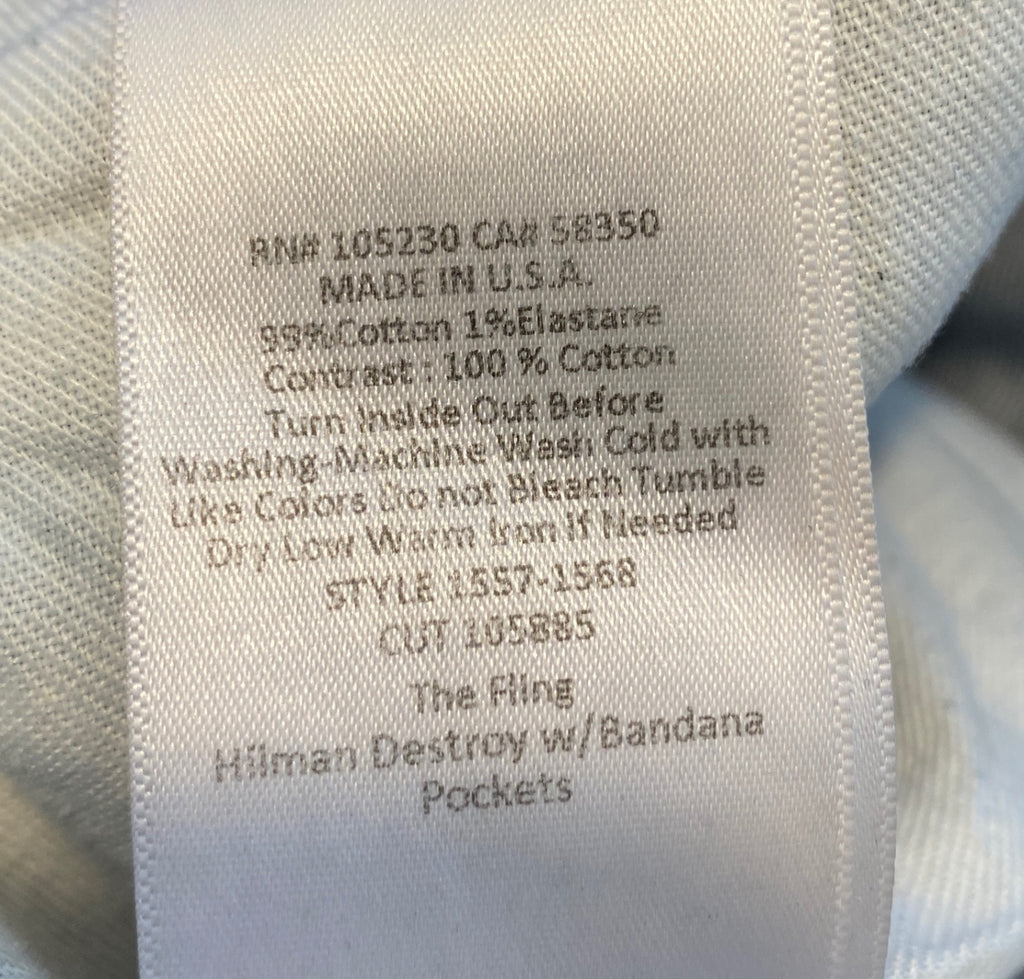 RN# 105230 CA# 58350
MADE IN U.S.A.
99%Cotton 1%Elastane
Contrast : 100 % Cotton
Turn Inside Out Before
Washing-Machine Wash Cold with
Like Colors Do not Bleach Tumble
Dry Low Warm Iron If Needed
STYLE 1557-1568
CUT 105885
The Fling
Hilman Destroy w/Bandana
Pockets